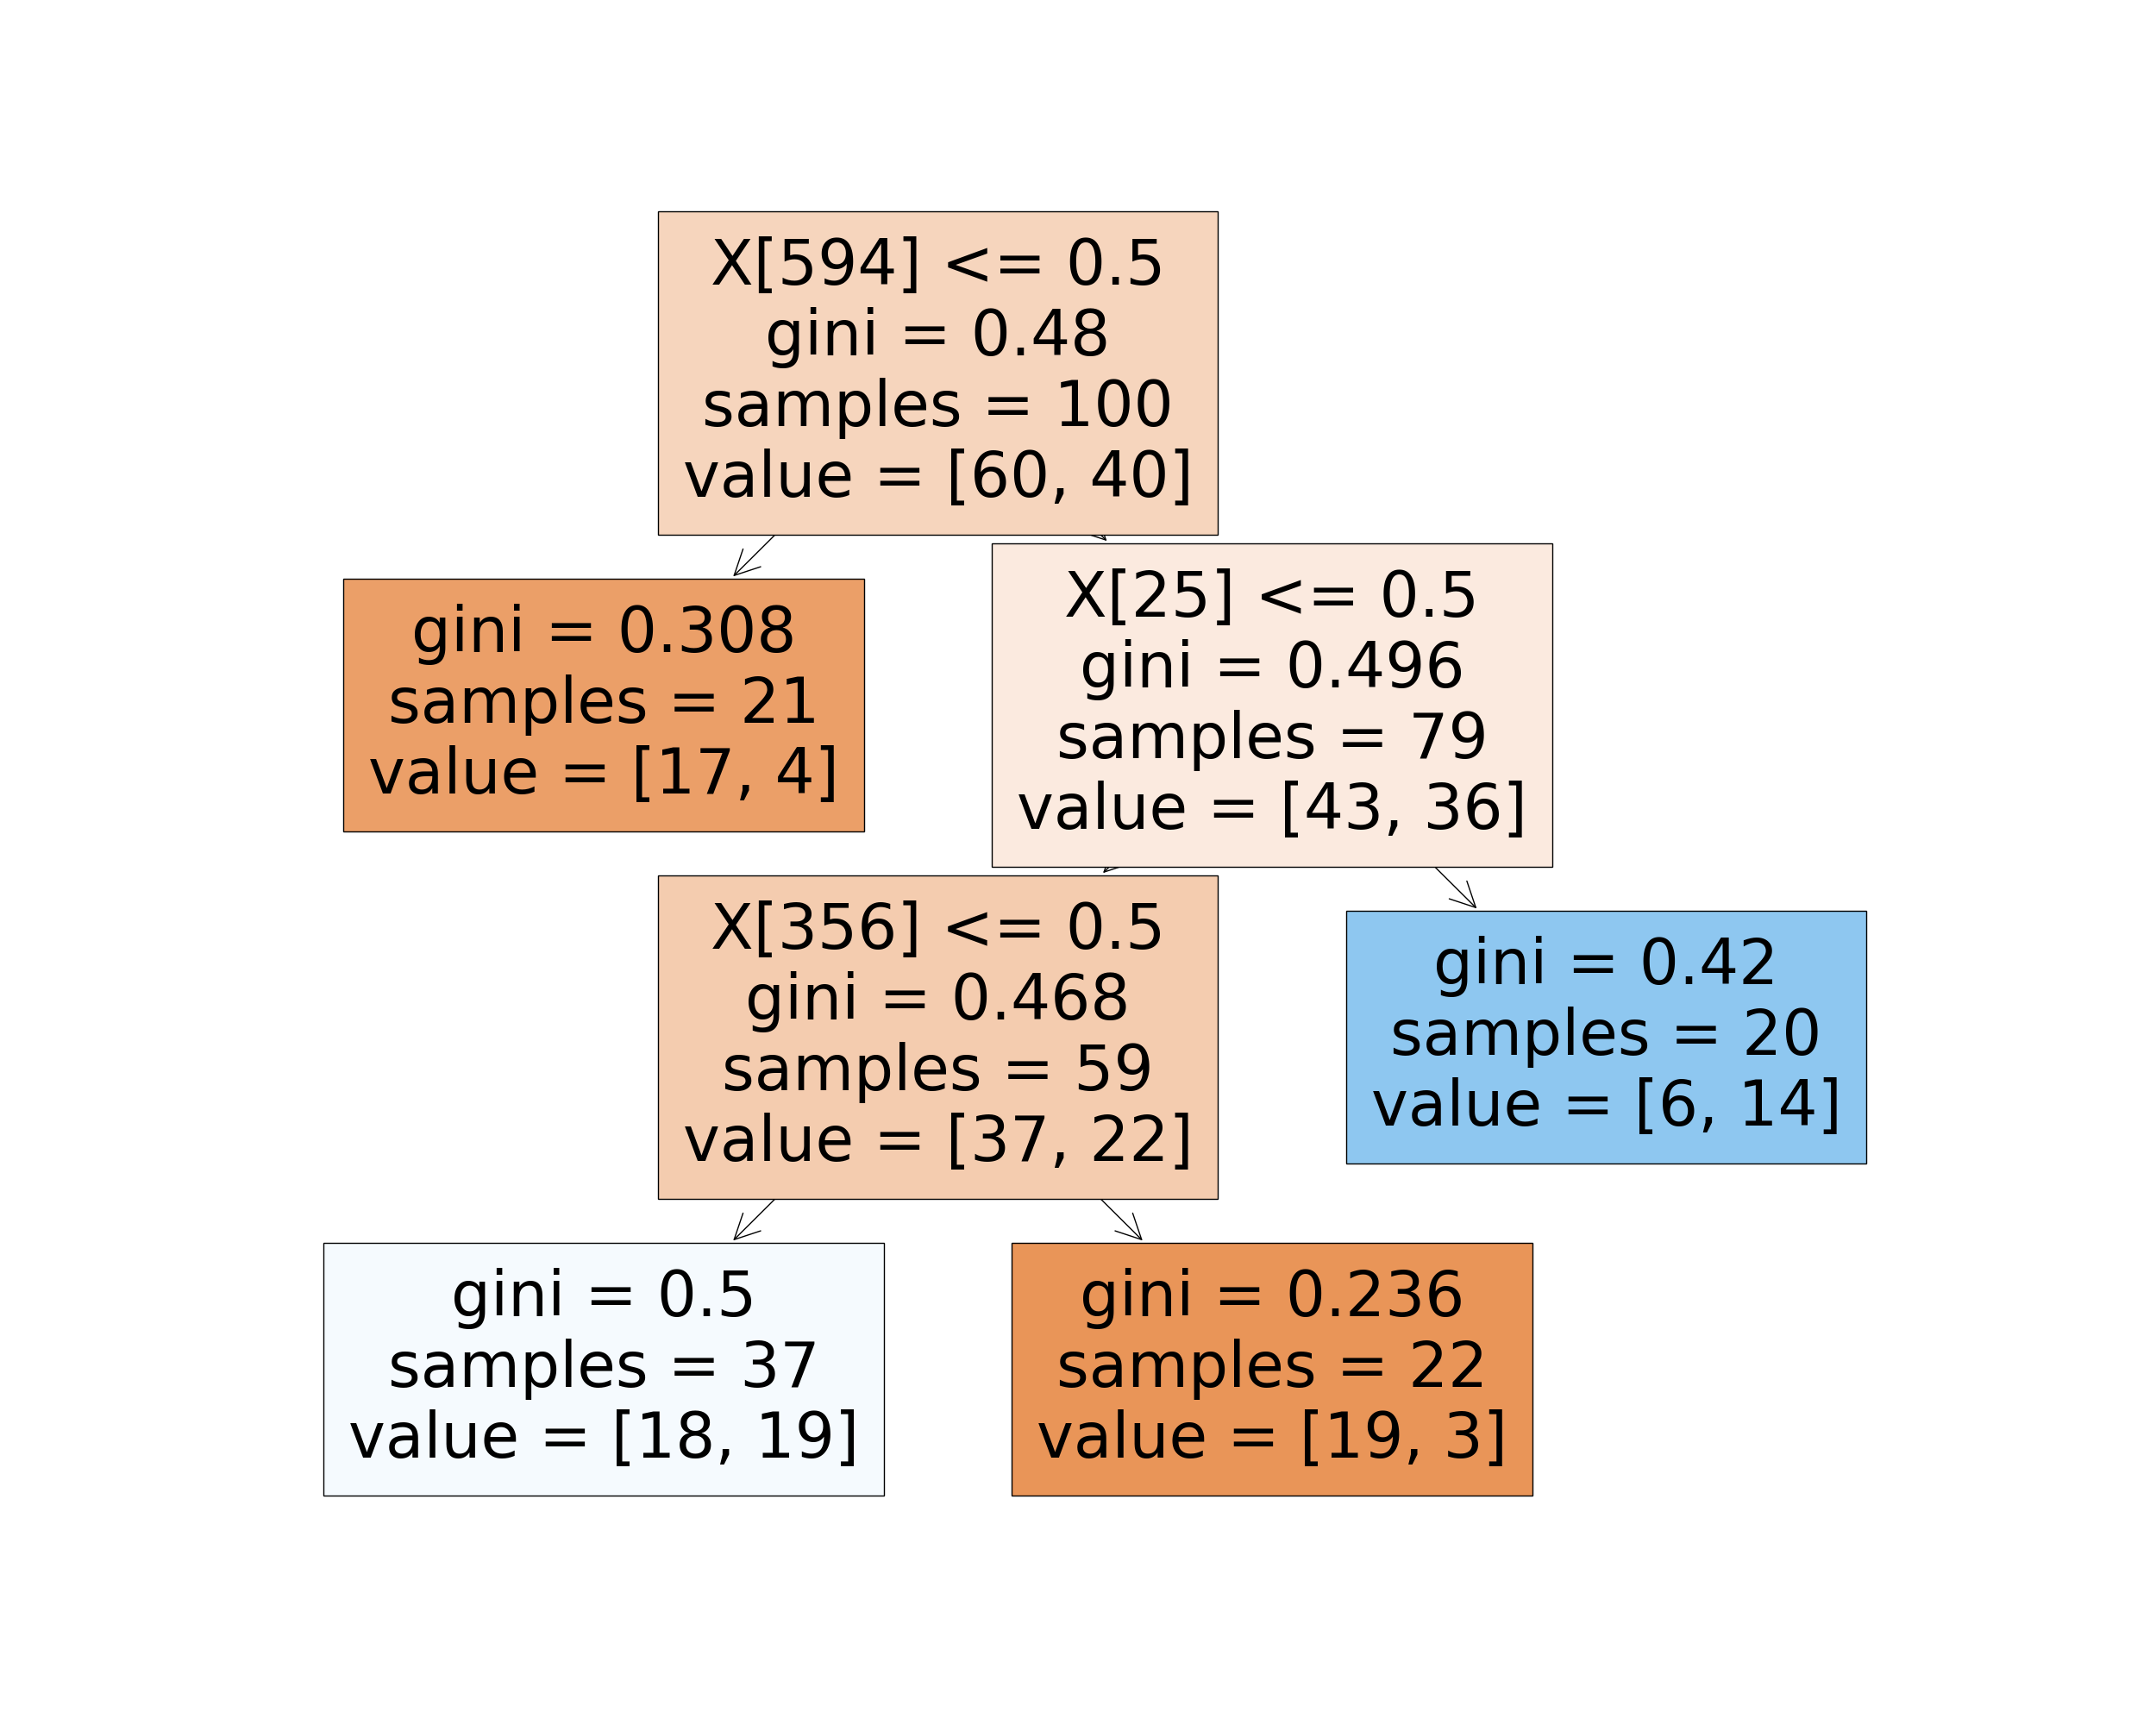 X[594] <= 0.5
gini = 0.48
samples = 100
value = [60, 40]
gini = 0.308
samples = 21
value = [17, 4]
X[25] <= 0.5
gini = 0.496
samples = 79
value = [43, 36]
X[356] <= 0.5
gini = 0.468
samples = 59
value = [37, 22]
gini = 0.42
samples = 20
value = [6, 14]
gini = 0.5
samples = 37
value = [18, 19]
gini = 0.236
samples = 22
value = [19, 3]